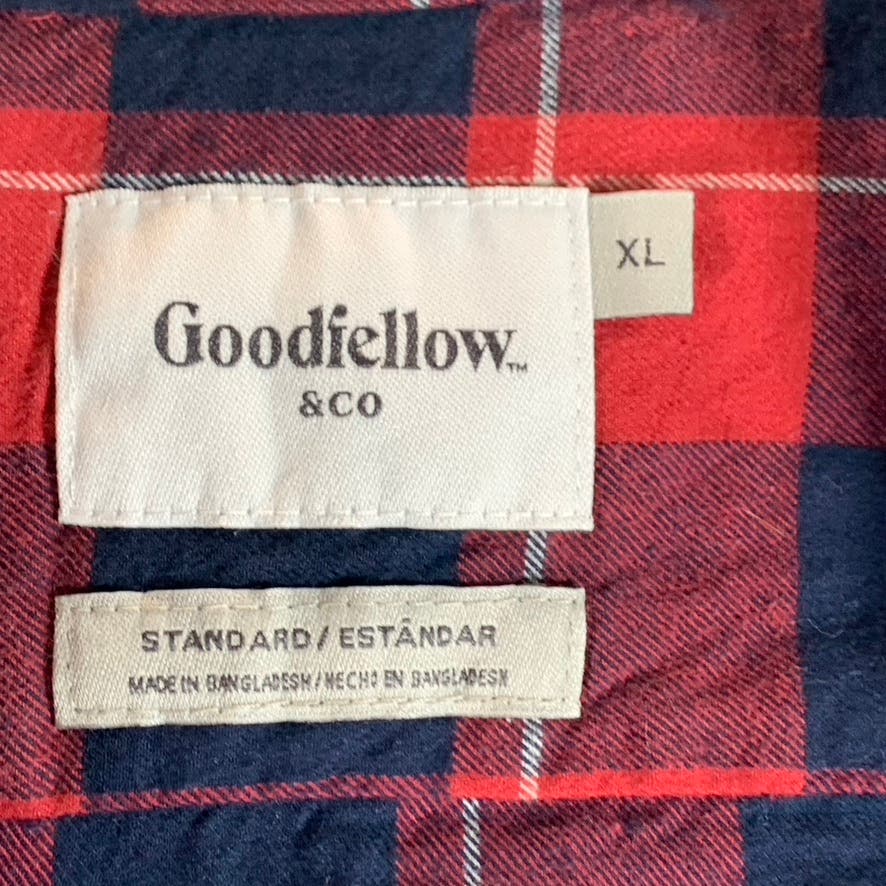 Goodfellow™
&CO
XL
STANDARD/ESTÁNDAR
MADE IN BANGLADESH/HECHO EN BANGLADESH